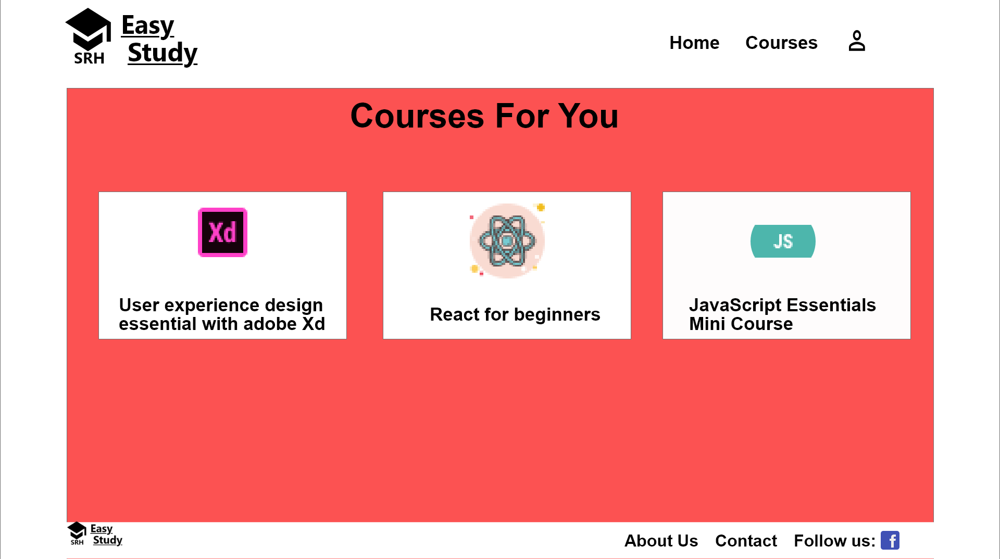 Easy
Study
SRH
Home
Courses
Courses For You
Xd
User experience design
essential with adobe Xd
React for beginners
JS
JavaScript Essentials
Mini Course
Easy
Study
SRH
About Us
Contact
Follow us:
f